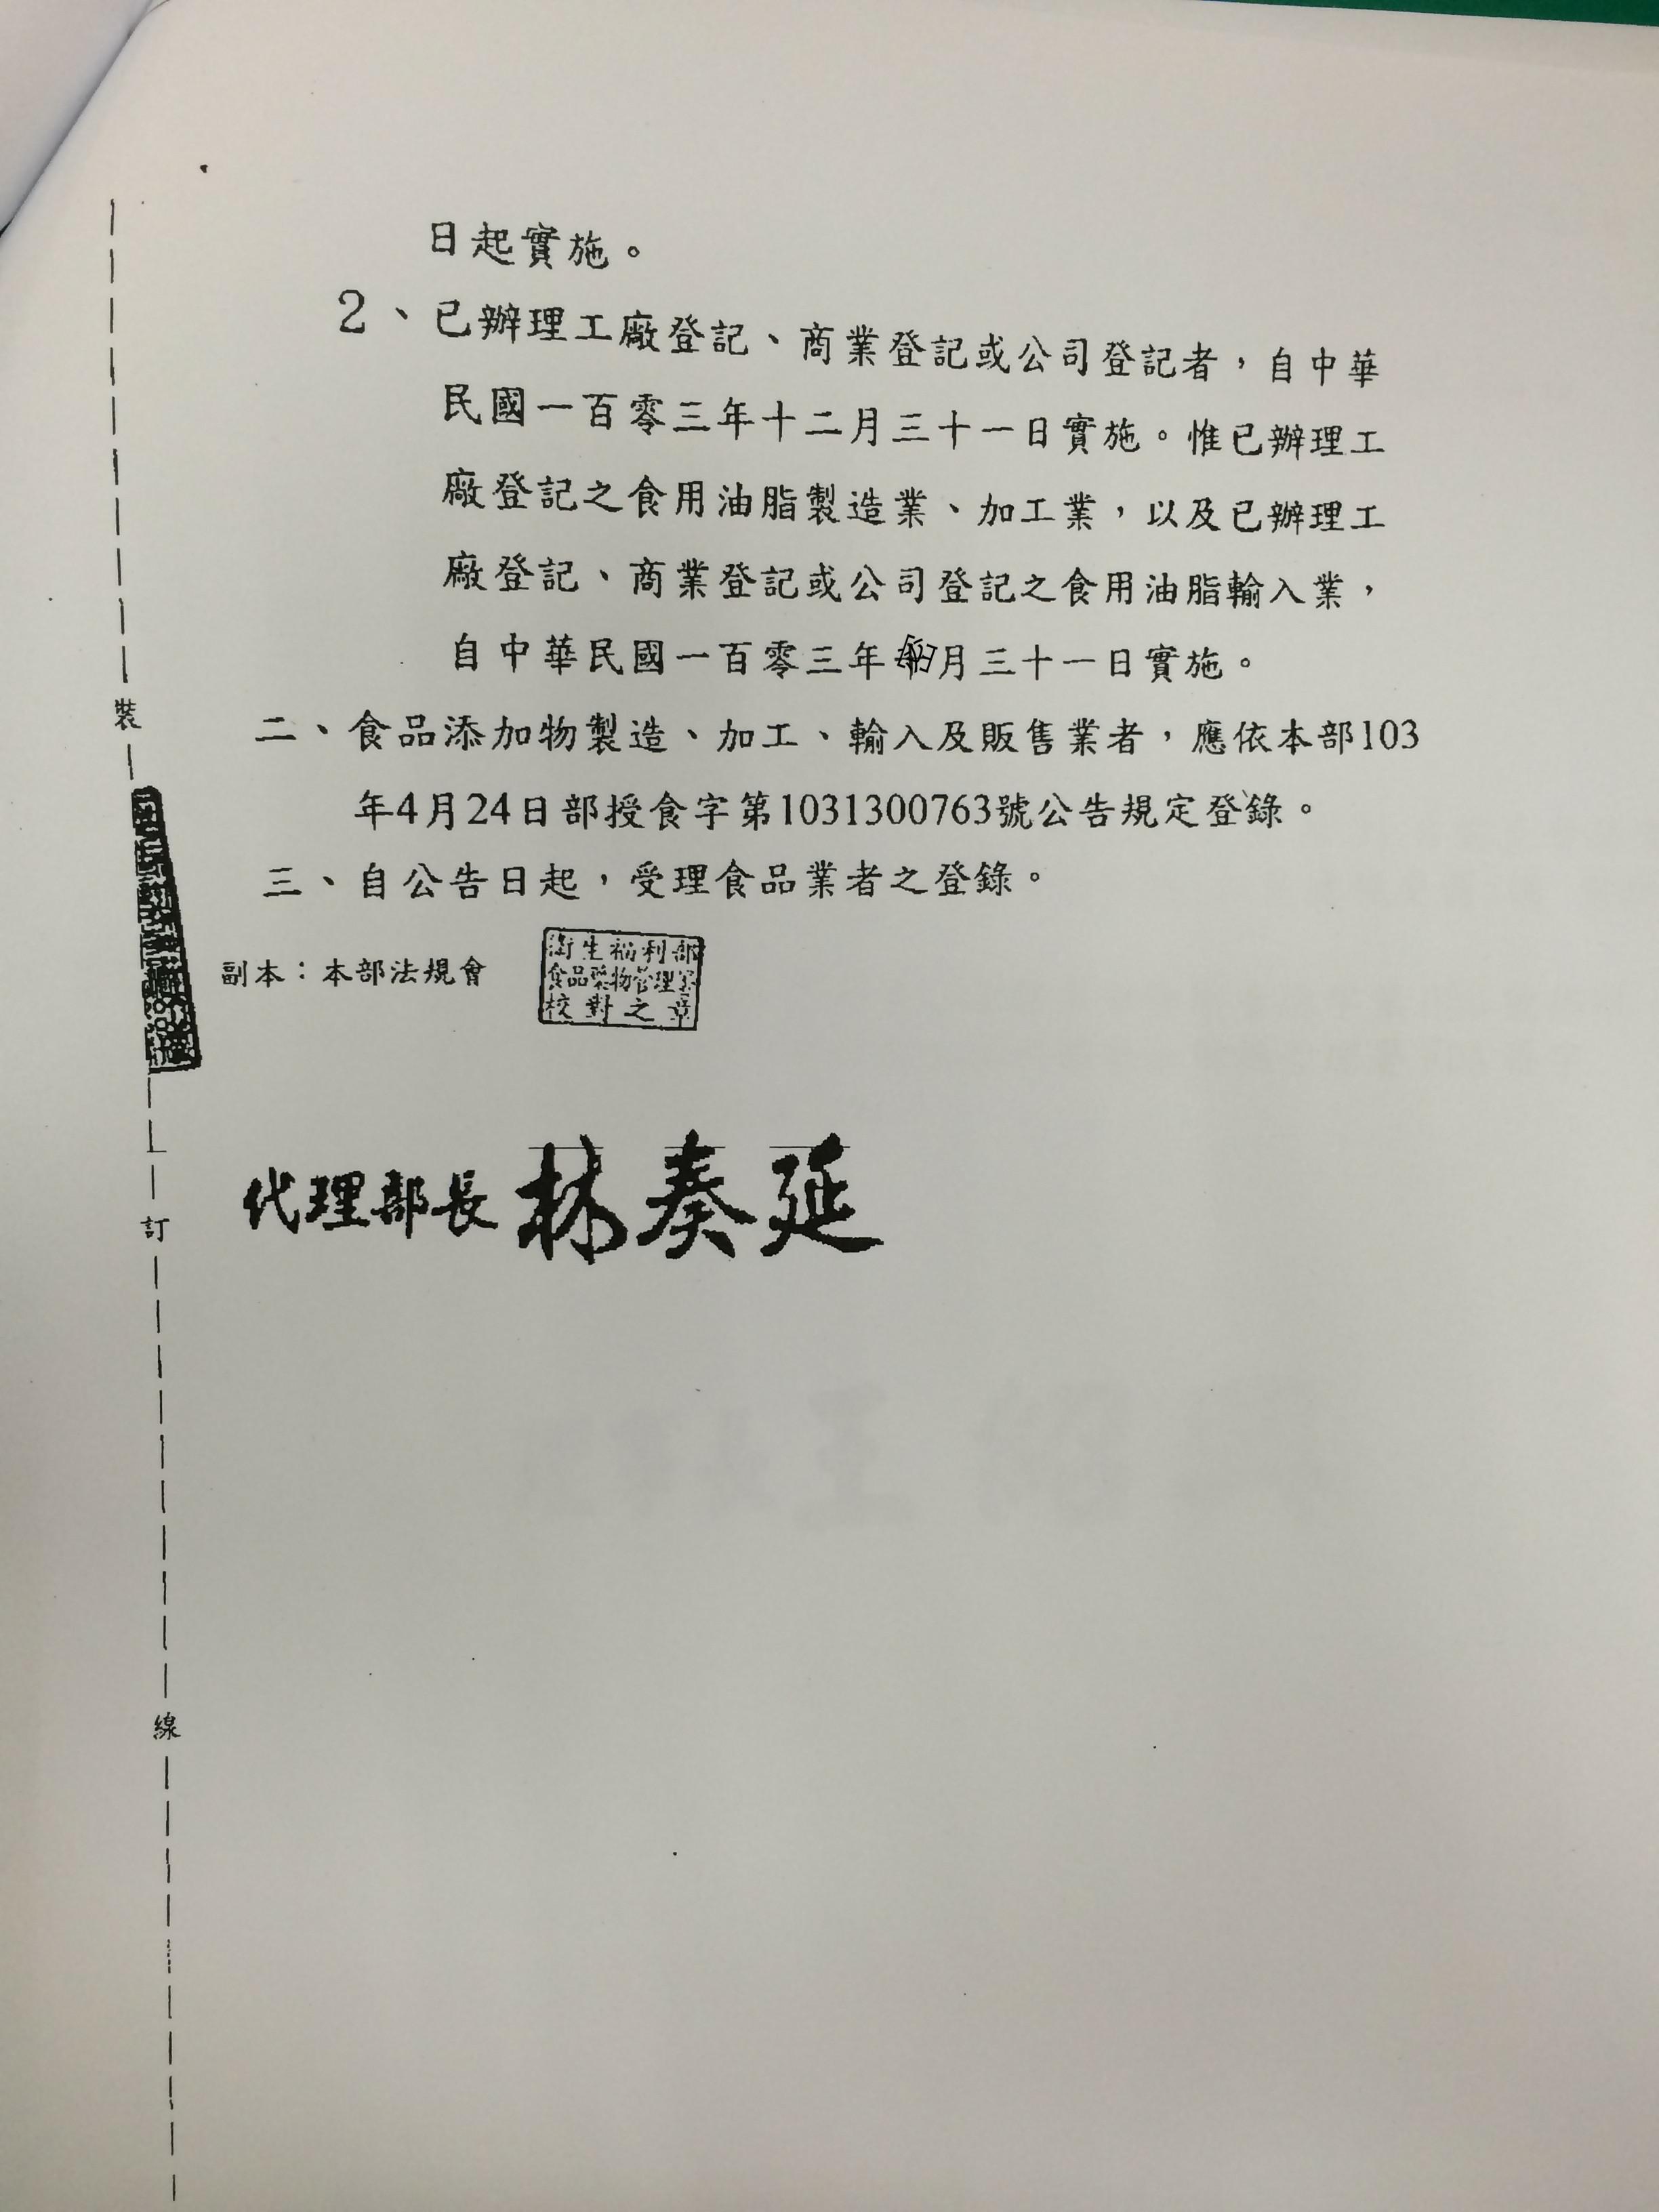 日起實施。
2、已辦理工廠登記、商業登記或公司登記者，自中華
民國一百零三年十二月三十一日實施。惟已辦理工
廠登記之食用油脂製造業、加工業，以及已辦理工
廠登記、商業登記或公司登記之食用油脂輸入業，
自中華民國一百零三年月三十一日實施。
二、食品添加物製造、加工、輸入及販售業者，應依本部103
年4月24日部授食字第1031300763號公告規定登錄。
三、自公告日起，受理食品業者之登錄。
副本：本部法規會
衛生福利部
食品藥物管理署
校對之章
代理部長 林奏延
裝
訂
線